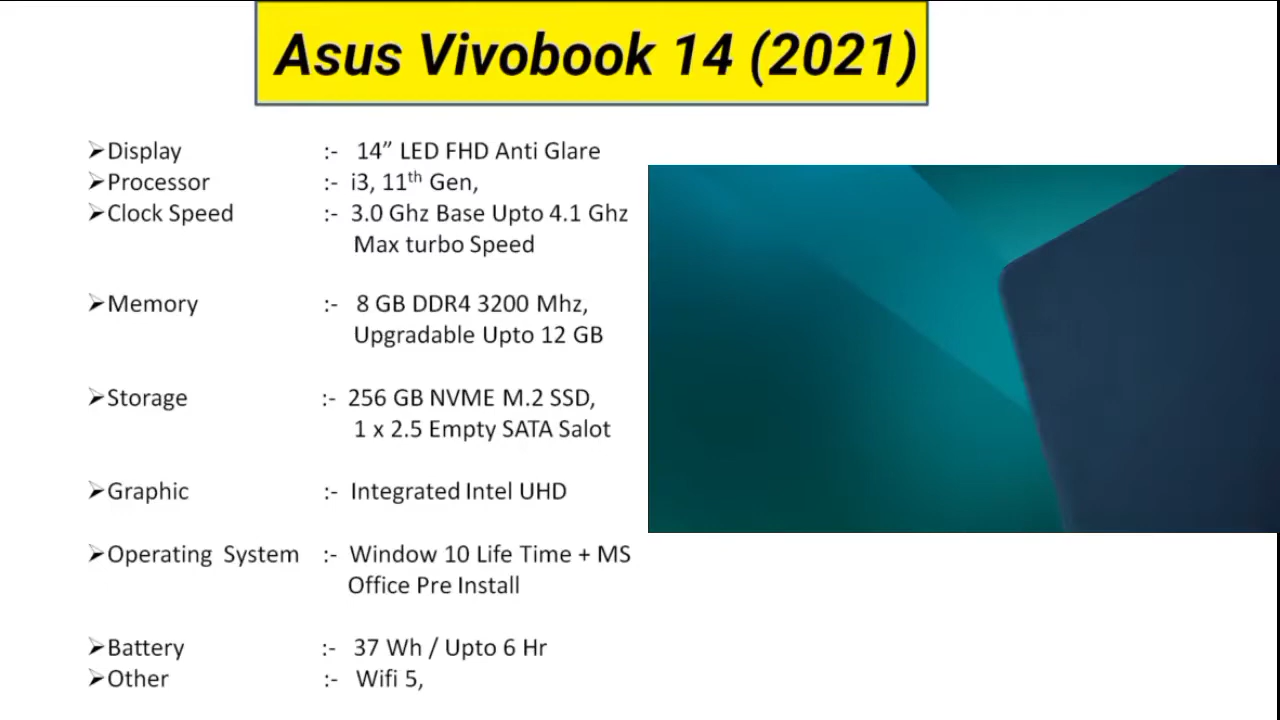 Asus Vivobook 14 (2021)
➢Display :- 14” LED FHD Anti Glare
➢Processor :- i3, 11th Gen,
➢Clock Speed :- 3.0 Ghz Base Upto 4.1 Ghz
Max turbo Speed
➢Memory :- 8 GB DDR4 3200 Mhz,
Upgradable Upto 12 GB
➢Storage :- 256 GB NVME M.2 SSD,
1 x 2.5 Empty SATA Salot
➢Graphic :- Integrated Intel UHD
➢Operating System :- Window 10 Life Time + MS
Office Pre Install
➢Battery :- 37 Wh / Upto 6 Hr
➢Other :- Wifi 5,